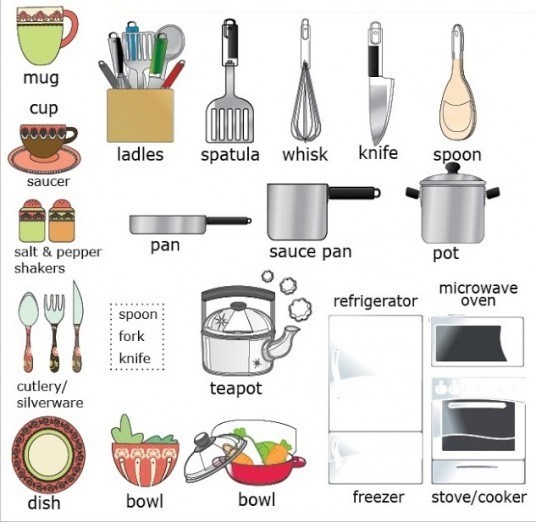 mug
cup
saucer
ladles
spatula
whisk
knife
spoon
salt & pepper
shakers
pan
sauce pan
pot
cutlery/
silverware
spoon
fork
knife
teapot
refrigerator
microwave
oven
dish
bowl
bowl
freezer
stove/cooker